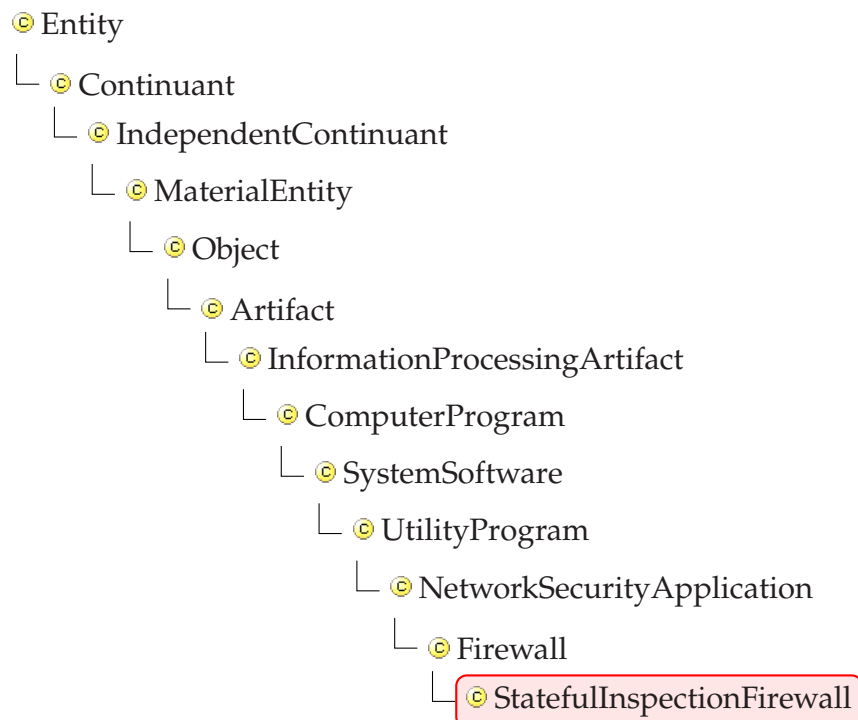 Entity
Continuant
IndependentContinuant
MaterialEntity
Object
Artifact
InformationProcessingArtifact
ComputerProgram
SystemSoftware
UtilityProgram
NetworkSecurityApplication
Firewall
StatefulInspectionFirewall